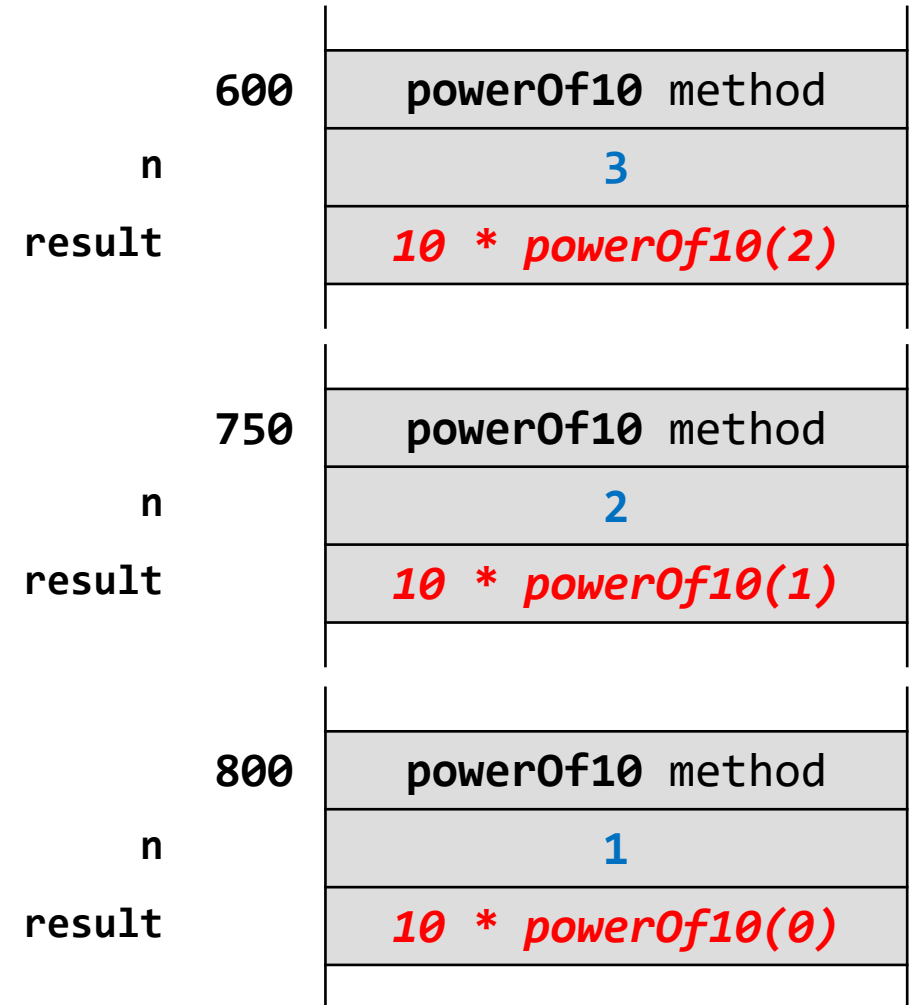 600 powerOf10 method
n 3
result 10 * powerOf10(2)
750 powerOf10 method
n 2
result 10 * powerOf10(1)
800 powerOf10 method
n 1
result 10 * powerOf10(0)